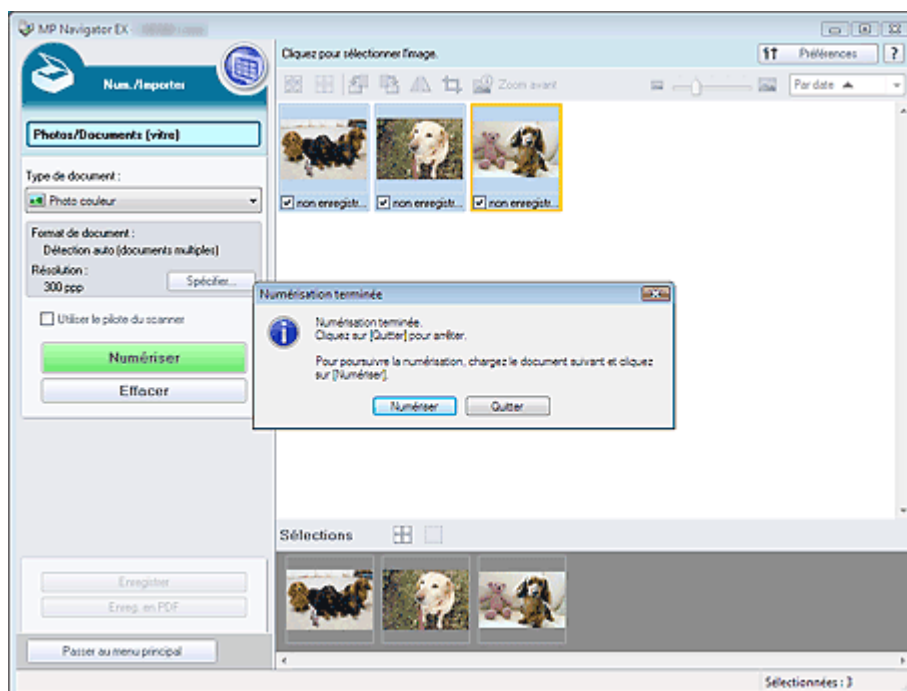 MP Navigator EX
Num./Importer
Cliquez pour sélectionner l'image.
Préférences
?
Zoom avant
Par date
Photos/Documents (vitre)
Type de document :
Photo couleur
non enregistr...
non enregistr...
non enregistr...
Format de document :
Détection auto (documents multiples)
Résolution :
300 ppp
Spécifier...
Utiliser le pilote du scanner
Numériser
Effacer
Numérisation terminée
Numérisation terminée.
Cliquez sur [Quitter] pour arrêter.
Pour poursuivre la numérisation, chargez le document suivant et cliquez
sur [Numériser].
Numériser
Quitter
Sélections
Enregistrer
Enreg. en PDF
Passer au menu principal
Sélectionnées : 3